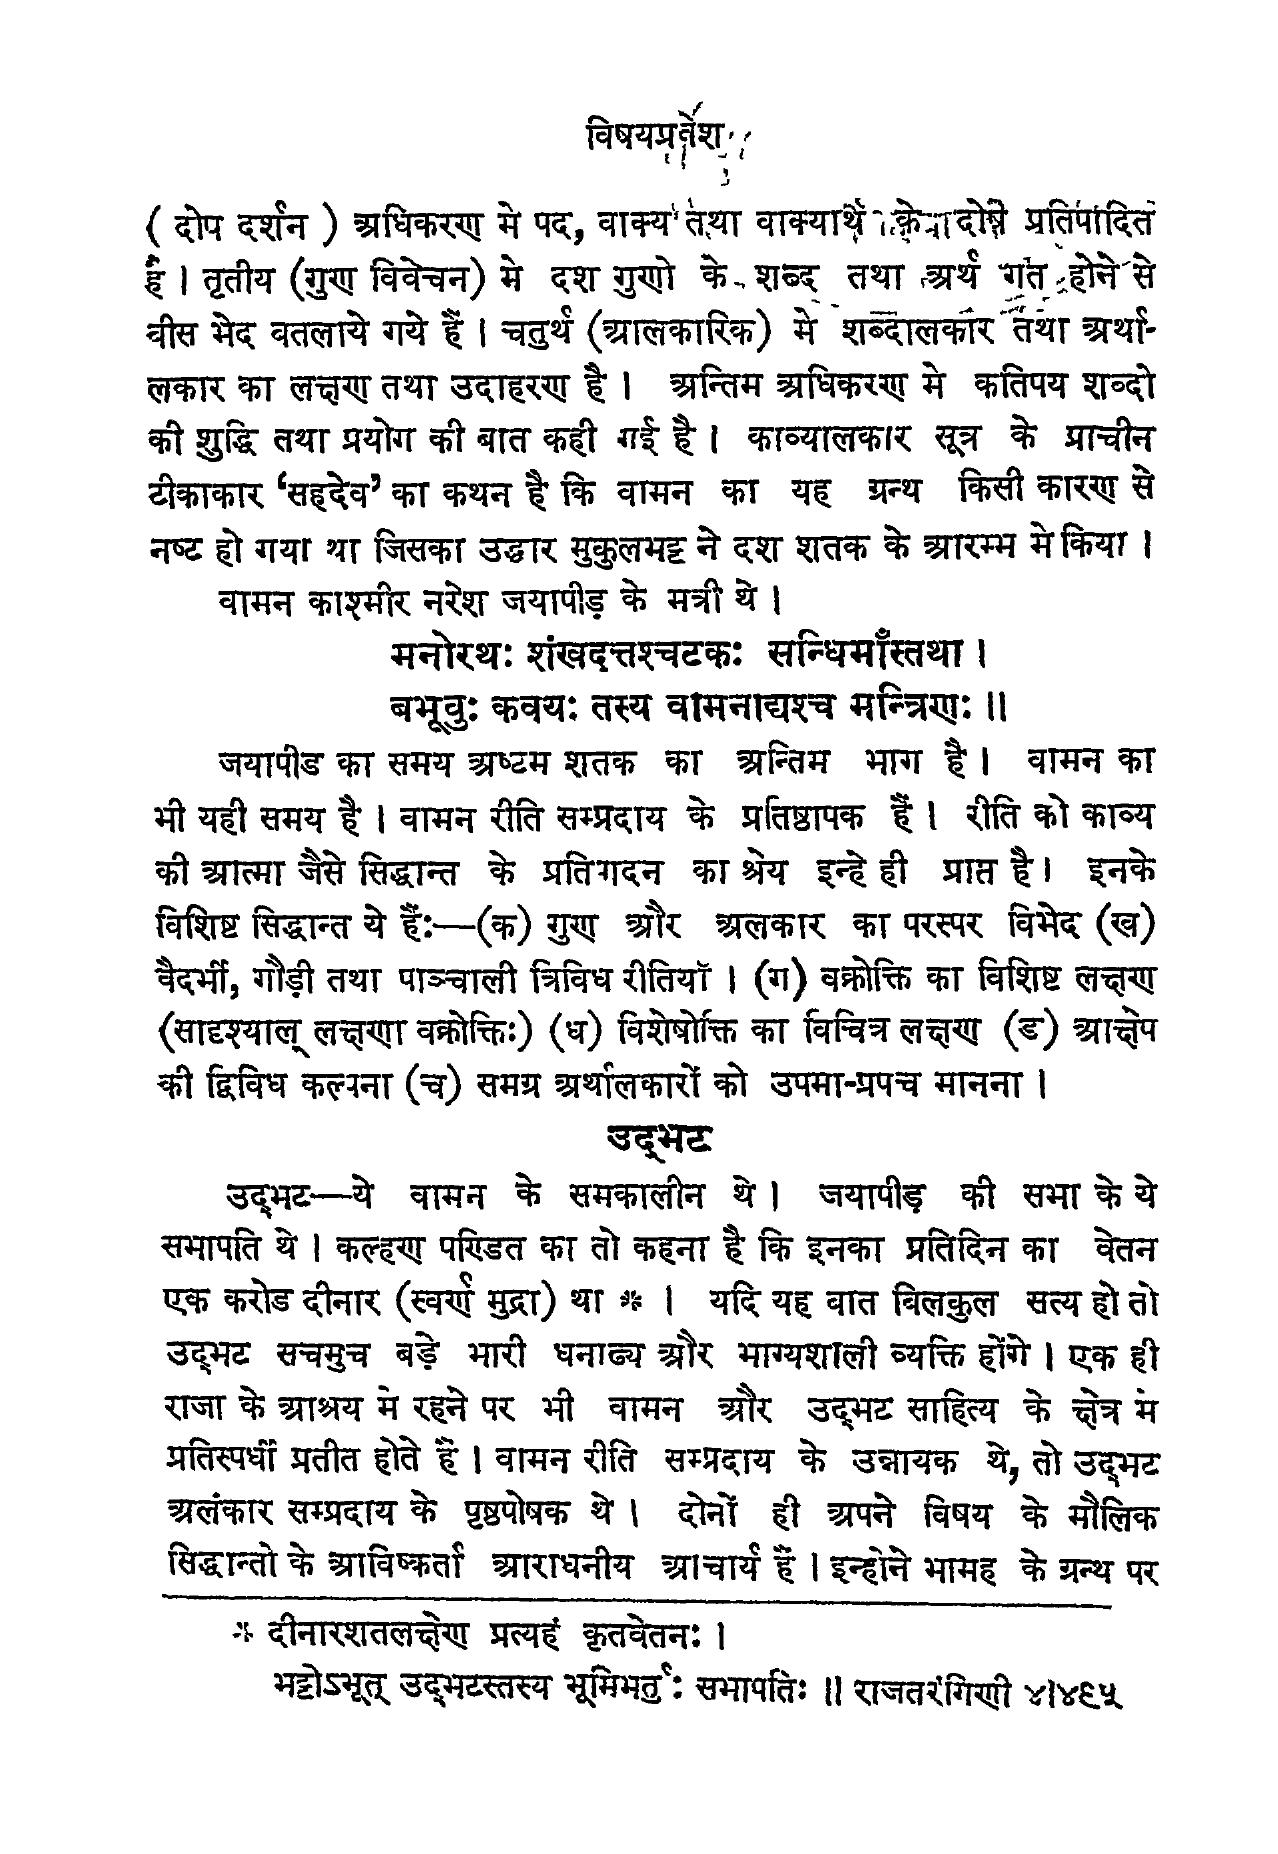 विषयप्रवेश
( दोप दर्शन ) अधिकरण मे पद, वाक्य तथा वाक्यार्थ के दोष प्रतिपादित
हैं । तृतीय (गुण विवेचन) मे दश गुणो के शब्द तथा अर्थ गत होने से
वीस भेद वतलाये गये हैं । चतुर्थ (आलकारिक) मे शब्दालकार तथा अर्था-
लकार का लक्षण तथा उदाहरण है । अन्तिम अधिकरण मे कतिपय शब्दो
की शुद्धि तथा प्रयोग की बात कही गई है । काव्यालकार सूत्र के प्राचीन
टीकाकार ‘सहदेव’ का कथन है कि वामन का यह ग्रन्थ किसी कारण से
नष्ट हो गया था जिसका उद्धार मुकुलभट्ट ने दश शतक के आरम्भ मे किया ।
वामन काश्मीर नरेश जयापीड़ के मत्री थे ।
मनोरथः शंखदत्तश्चटकः सन्धिमाँस्तथा ।
बभूवुः कवयः तस्य वामनाद्यश्च मन्त्रिणः ॥
जयापीड का समय अष्टम शतक का अन्तिम भाग है । वामन का
भी यही समय है । वामन रीति सम्प्रदाय के प्रतिष्ठापक हैं । रीति को काव्य
की आत्मा जैसे सिद्धान्त के प्रतिपादन का श्रेय इन्हे ही प्राप्त है । इनके
विशिष्ट सिद्धान्त ये हैं:—(क) गुण और अलकार का परस्पर विभेद (ख)
वैदर्भी, गौड़ी तथा पाञ्चाली त्रिविध रीतियाँ । (ग) वक्रोक्ति का विशिष्ट लक्षण
(सादृश्याल् लक्षणा वक्रोक्तिः) (ध) विशेषोक्ति का विचित्र लक्षण (ड) आक्षेप
की द्विविध कल्पना (च) समग्र अर्थालकारों को उपमा-प्रपच मानना ।
उद्‌भट
उद्‌भट—ये वामन के समकालीन थे । जयापीड़ की सभा के ये
सभापति थे । कल्हण पण्डित का तो कहना है कि इनका प्रतिदिन का वेतन
एक करोड दीनार (स्वर्ण मुद्रा) था * । यदि यह वात विलकुल सत्य हो तो
उद्‌भट सचमुच बड़े भारी धनाढ्य और भाग्यशाली व्यक्ति होंगे । एक ही
राजा के आश्रय मे रहने पर भी वामन और उद्‌भट साहित्य के क्षेत्र मे
प्रतिस्पर्धी प्रतीत होते हैं । वामन रीति सम्प्रदाय के उन्नायक थे, तो उद्‌भट
अलंकार सम्प्रदाय के पृष्ठपोषक थे । दोनों ही अपने विषय के मौलिक
सिद्धान्तो के आविष्कर्ता आराधनीय आचार्य हैं । इन्होने भामह के ग्रन्थ पर
* दीनारशतलक्षेण प्रत्यहं कृतवेतनः ।
भट्टोऽभूत् उद्‌भटस्तस्य भूमिभर्तुः सभापतिः ॥ राजतरंगिणी ४।४९५